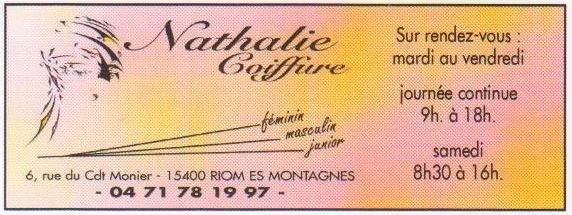 Nathalie
Coiffure
féminin
masculin
junior
6, rue du Cdt Monier - 15400 RIOM ES MONTAGNES
- 04 71 78 19 97 -
Sur rendez-vous :
mardi au vendredi
journée continue
9h. à 18h.
samedi
8h30 à 16h.